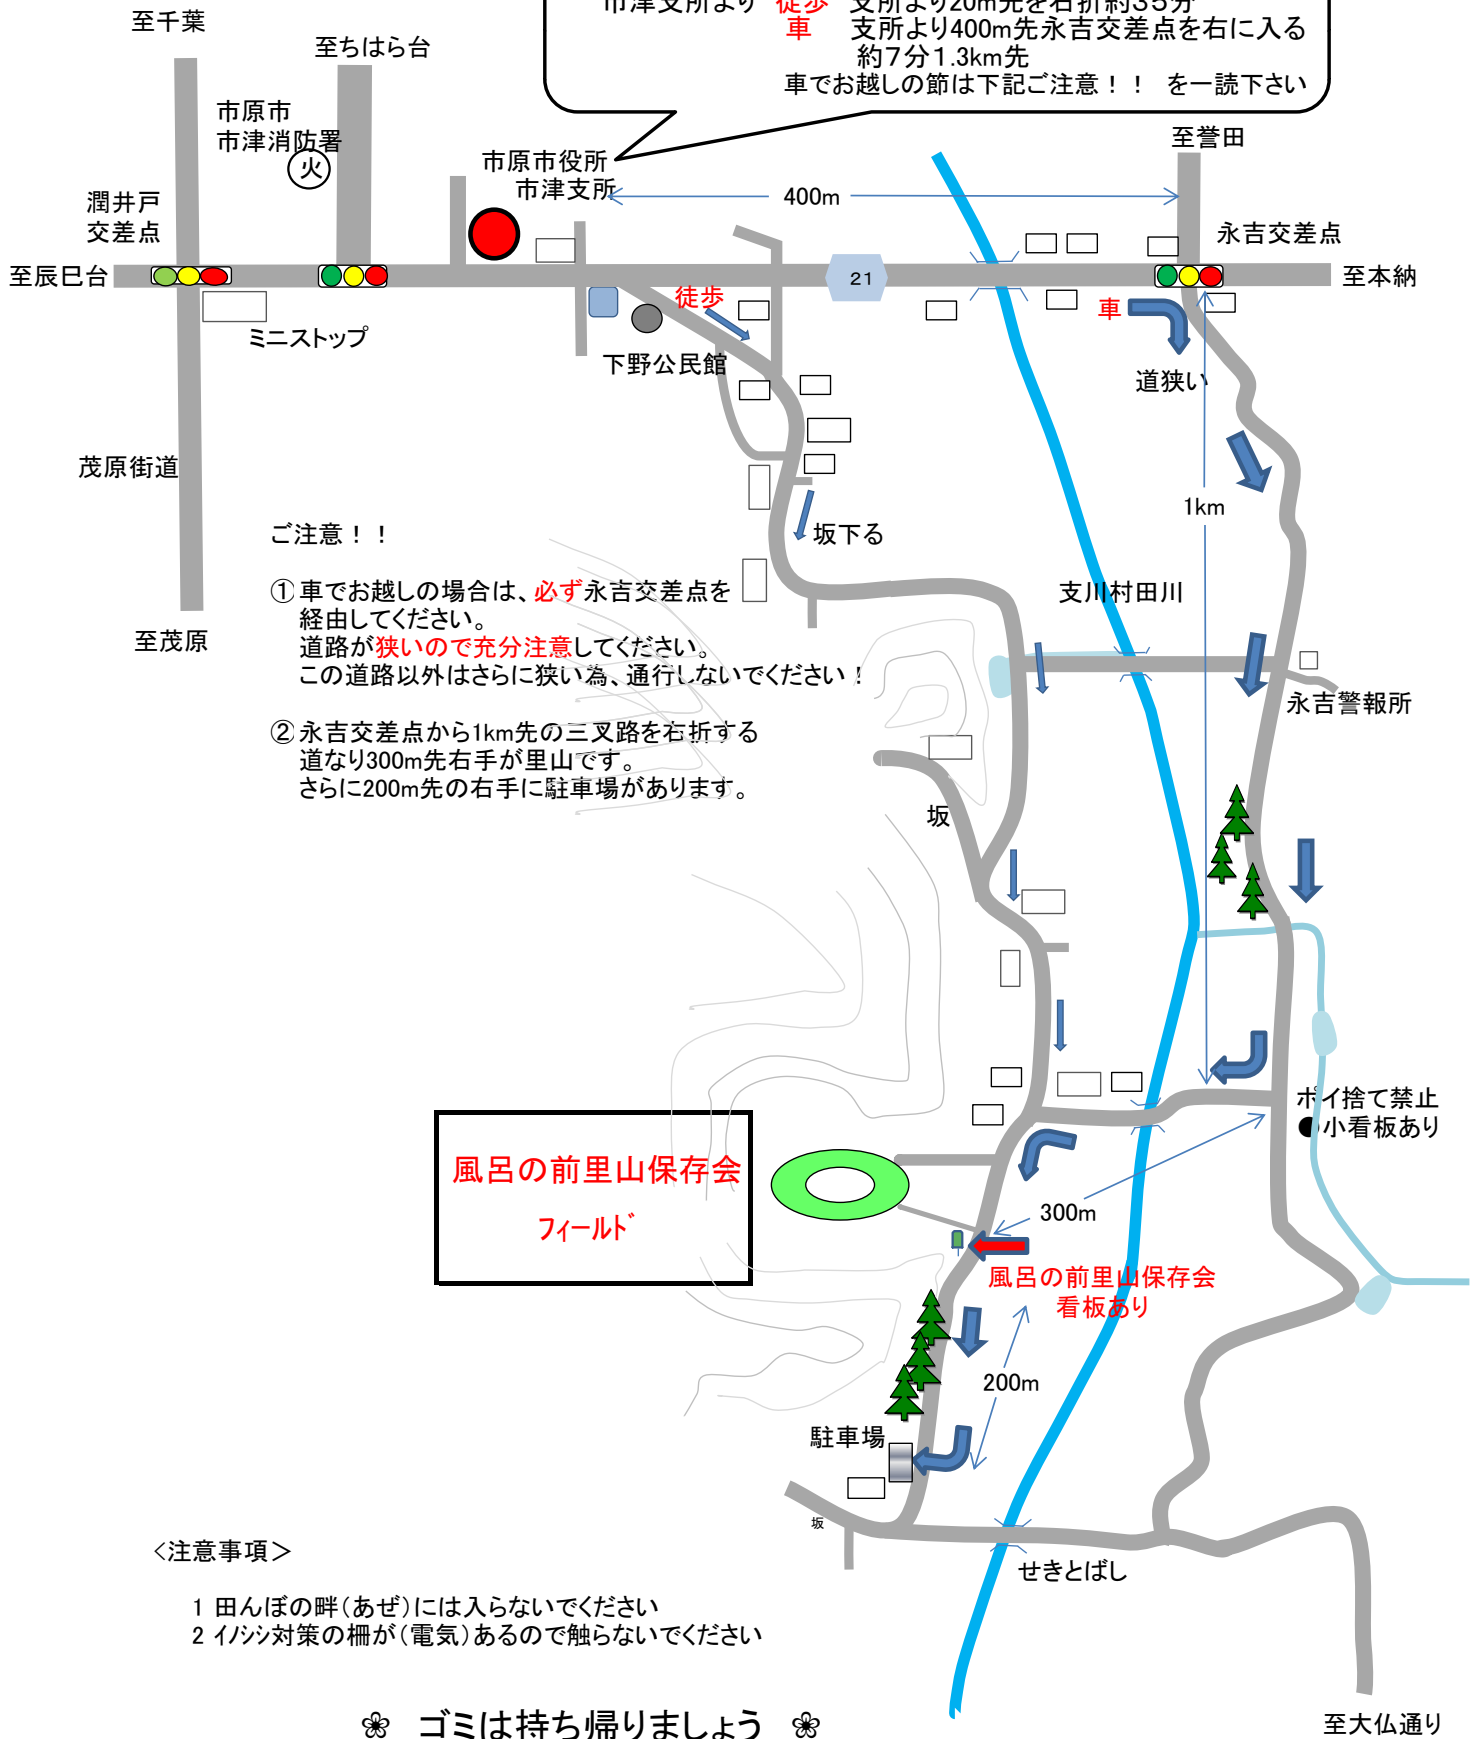 市津支所より 徒歩 支所より20m先を右折約35分
車 支所より400m先永吉交差点を右に入る
約7分1.3km先
車でお越しの節は下記ご注意！！ を一読下さい
至千葉
至ちはら台
市原市
市津消防署
火
市原市役所
市津支所
400m
至誉田
潤井戸
交差点
永吉交差点
至辰巳台
21
至本納
徒歩
車
ミニストップ
下野公民館
道狭い
茂原街道
1km
坂下る
ご注意！！
① 車でお越しの場合は、必ず永吉交差点を
経由してください。
道路が狭いので充分注意してください。
この道路以外はさらに狭い為、通行しないでください！
支川村田川
至茂原
永吉警報所
② 永吉交差点から1km先の三叉路を右折する
道なり300m先右手が里山です。
さらに200m先の右手に駐車場があります。
坂
ポイ捨て禁止
●小看板あり
風呂の前里山保存会
フィールド
300m
風呂の前里山保存会
看板あり
200m
駐車場
坂
せきとばし
＜注意事項＞
1 田んぼの畔（あぜ）には入らないでください
2 イノシシ対策の柵が（電気）あるので触らないでください
❀ ゴミは持ち帰りましょう ❀
至大仏通り